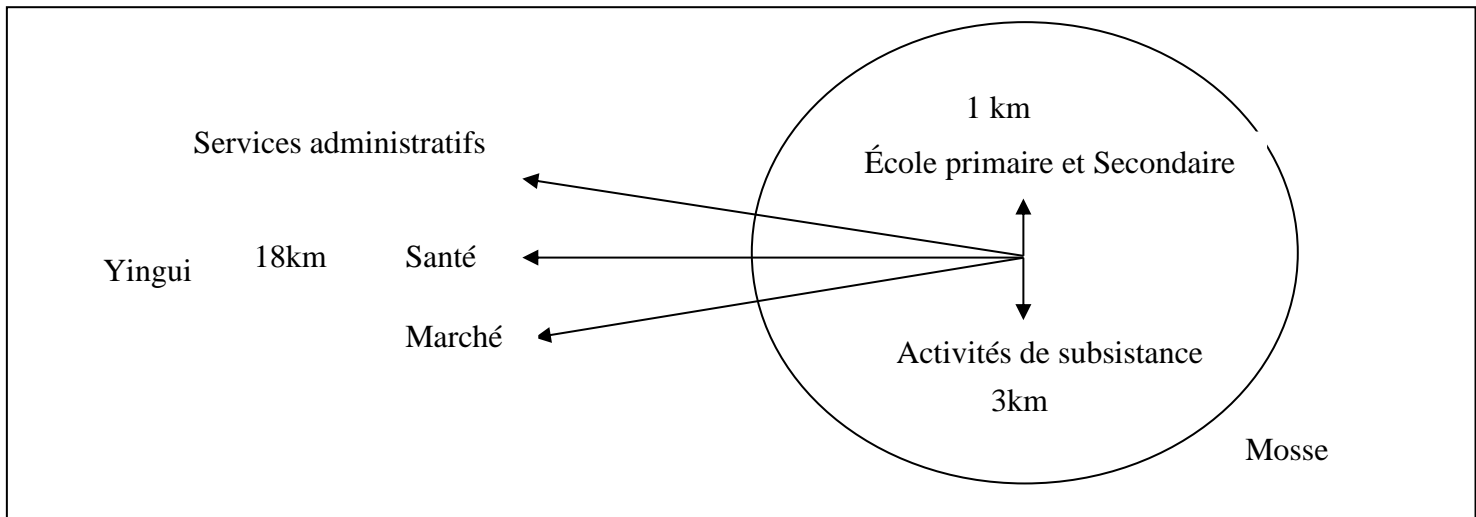 1 km
Services administratifs
École primaire et Secondaire
Yingui 18km Santé
Marché
Activités de subsistance
3km
Mosse